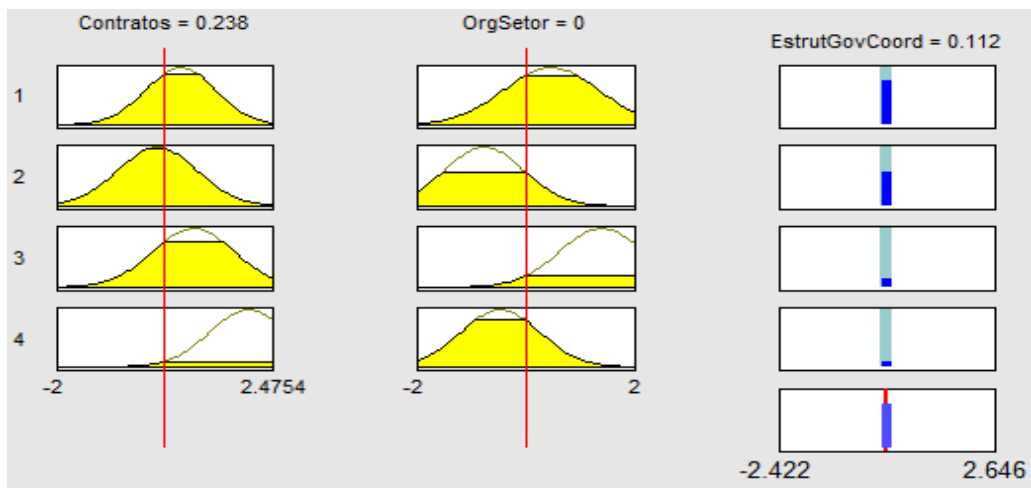 Contratos = 0.238
OrgSetor = 0
EstrutGovCoord = 0.112
1
2
3
4
-2 2.4754
-2 2
-2.422 2.646